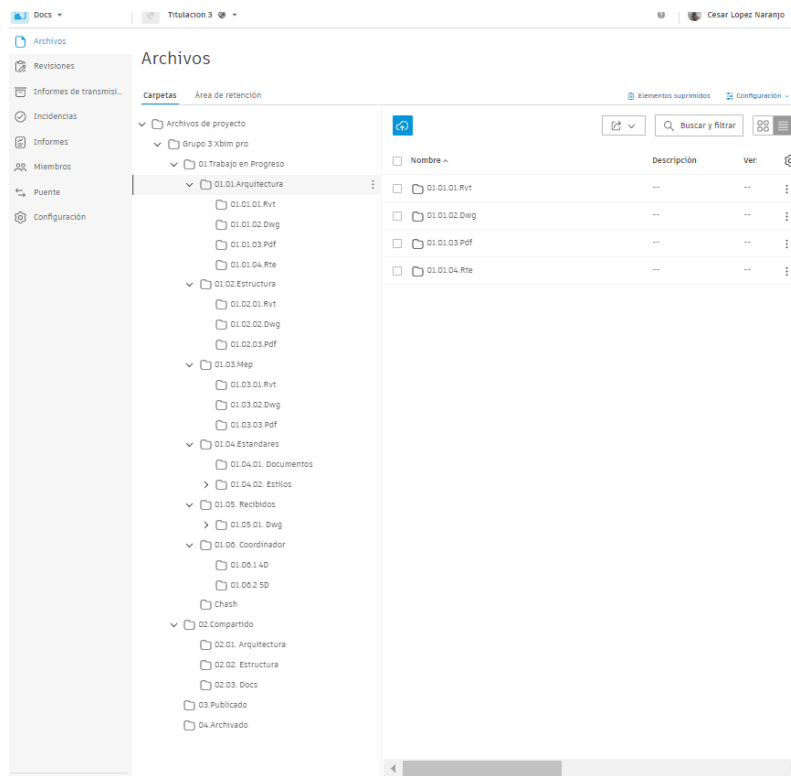 Docs
Titulacion 3
César Lopez Naranjo
Archivos
Revisiones
Informes de transmisi...
Incidencias
Informes
Miembros
Puente
Configuración
Archivos
Carpetas
Área de retención
Elementos suprimidos
Configuración
Archivos de proyecto
Grupo 3 Xbim pro
01.Trabajo en Progreso
01.01.Arquitectura
01.01.01.Rvt
01.01.02.Dwg
01.01.03.Pdf
01.01.04.Rte
01.02.Estructura
01.02.01.Rvt
01.02.02.Dwg
01.02.03.Pdf
01.03.Mep
01.03.01.Rvt
01.03.02.Dwg
01.03.03.Pdf
01.04.Estandares
01.04.01. Documentos
01.04.02. Estilos
01.05. Recibidos
01.05.01. Dwg
01.06. Coordinador
01.06.1 4D
01.06.2 5D
Chash
02.Compartido
02.01. Arquitectura
02.02. Estructura
02.03. Docs
03.Publicado
04.Archivado
Buscar y filtrar
Nombre Descripción Ver:
01.01.01.Rvt -- --
01.01.02.Dwg -- --
01.01.03.Pdf -- --
01.01.04.Rte -- --